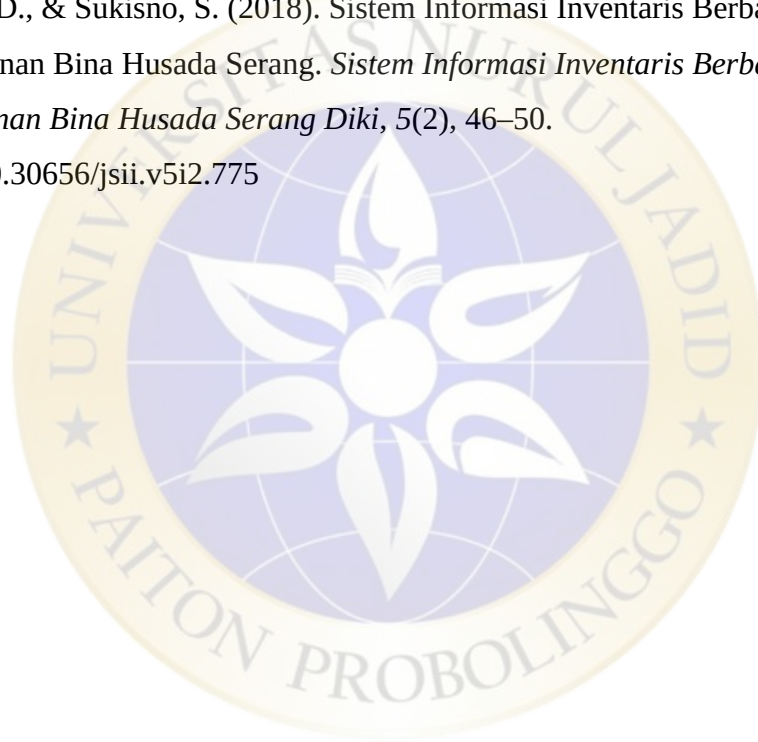 D., & Sukisno, S. (2018). Sistem Informasi Inventaris Berba
nan Bina Husada Serang. Sistem Informasi Inventaris Berba
nan Bina Husada Serang Diki, 5(2), 46–50.
0.30656/jsii.v5i2.775
UNIVERSITAS NURUL JADID
PAITON PROBOLINGGO